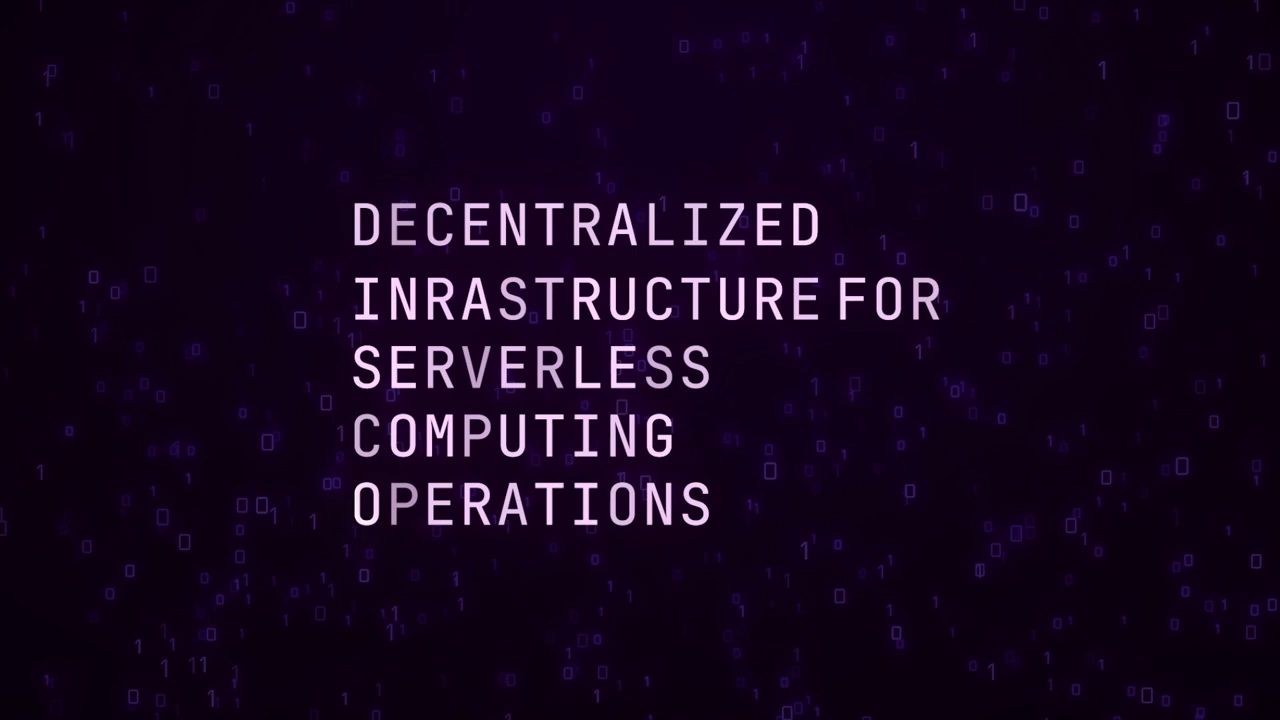 DECENTRALIZED
INRASTRUCTURE FOR
SERVERLESS
COMPUTING
OPERATIONS